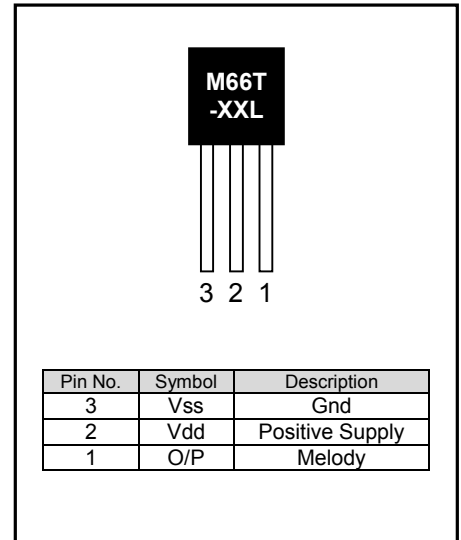 M66T
-XXL
3 2 1
Pin No. Symbol Description
3 Vss Gnd
2 Vdd Positive Supply
1 O/P Melody